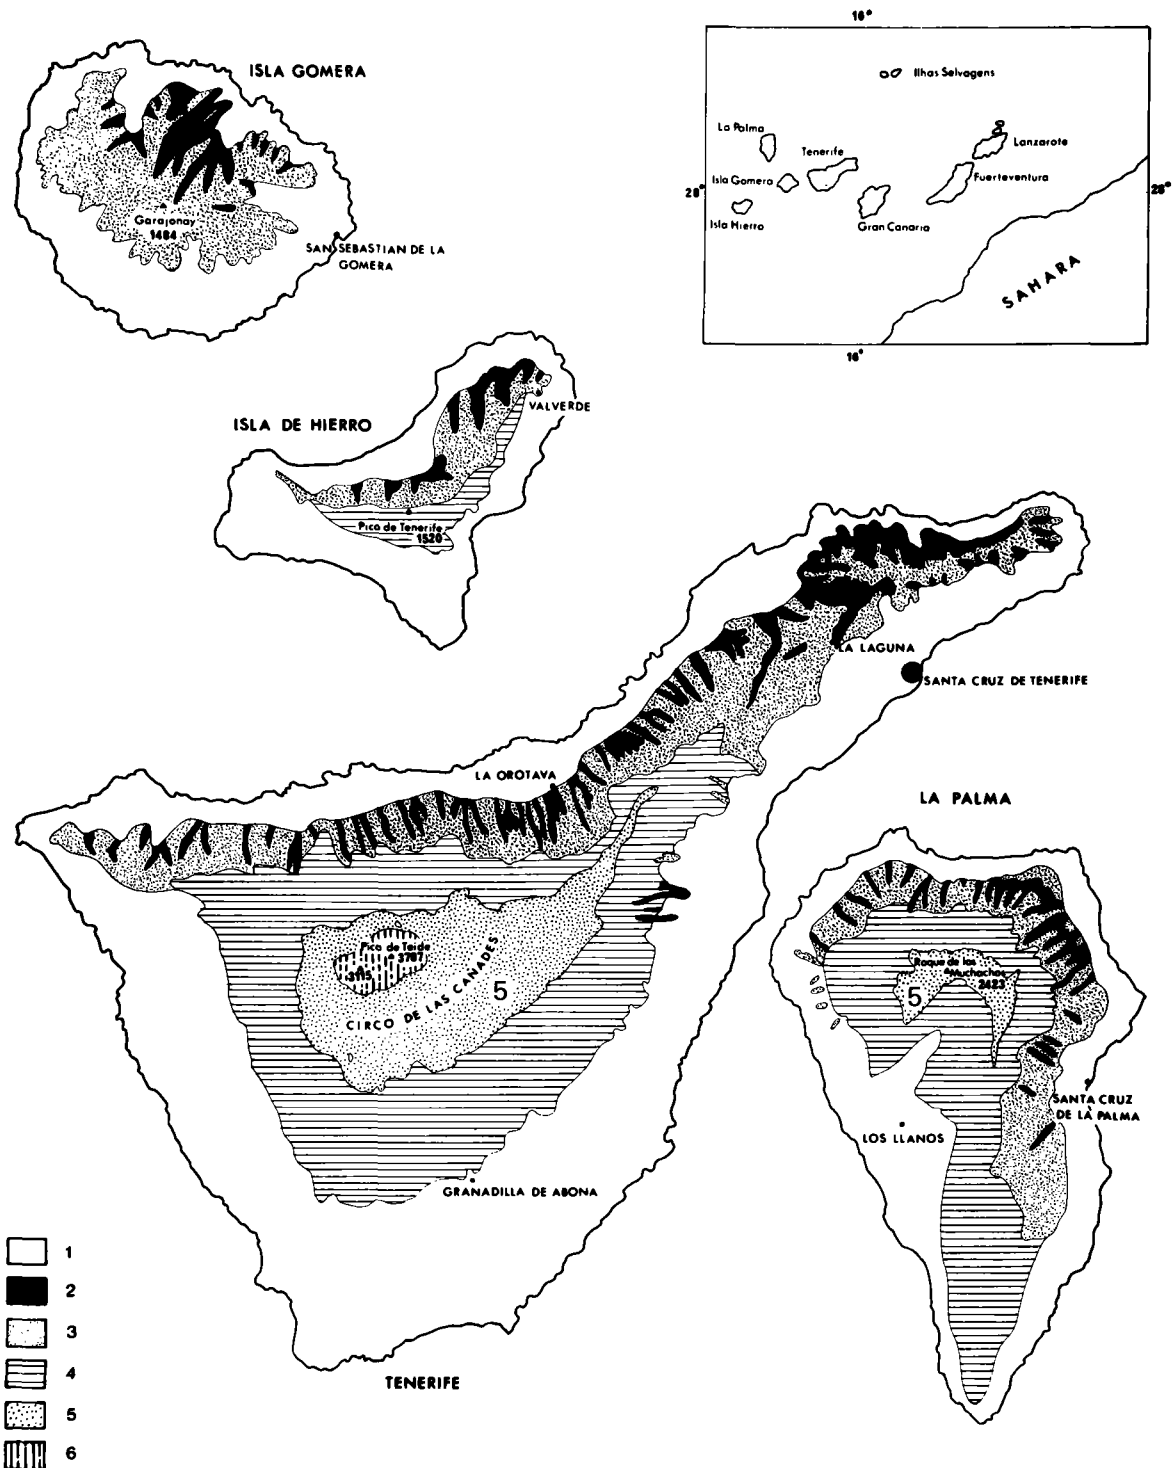 ISLA GOMERA
Garajonay
1484
SAN SEBASTIAN DE LA
GOMERA
16°
Ilhas Selvagens
La Palma
Tenerife
Lanzarote
Isla Gomera
Fuerteventura
28°
28°
Isla Hierro
Gran Canaria
SAHARA
16°
ISLA DE HIERRO
VALVERDE
Pico de Tenerife
1520
LA LAGUNA
SANTA CRUZ DE TENERIFE
LA OROTAVA
Pico de Teide
3707
3115
CIRCO DE LAS CAÑADES
5
GRANADILLA DE ABONA
TENERIFE
LA PALMA
Roque de los
Muchachos
2423
5
SANTA CRUZ
DE LA PALMA
LOS LLANOS
1
2
3
4
5
6